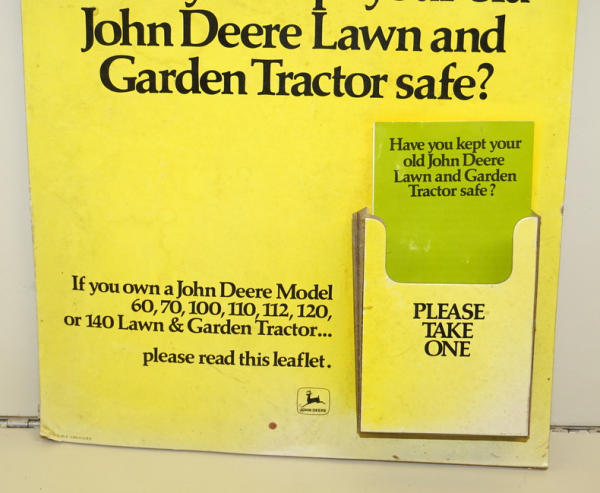 your old
John Deere Lawn and
Garden Tractor safe?
Have you kept your
old John Deere
Lawn and Garden
Tractor safe?
If you own a John Deere Model
60, 70, 100, 110, 112, 120,
or 140 Lawn & Garden Tractor...
please read this leaflet.
PLEASE
TAKE
ONE
JOHN DEERE